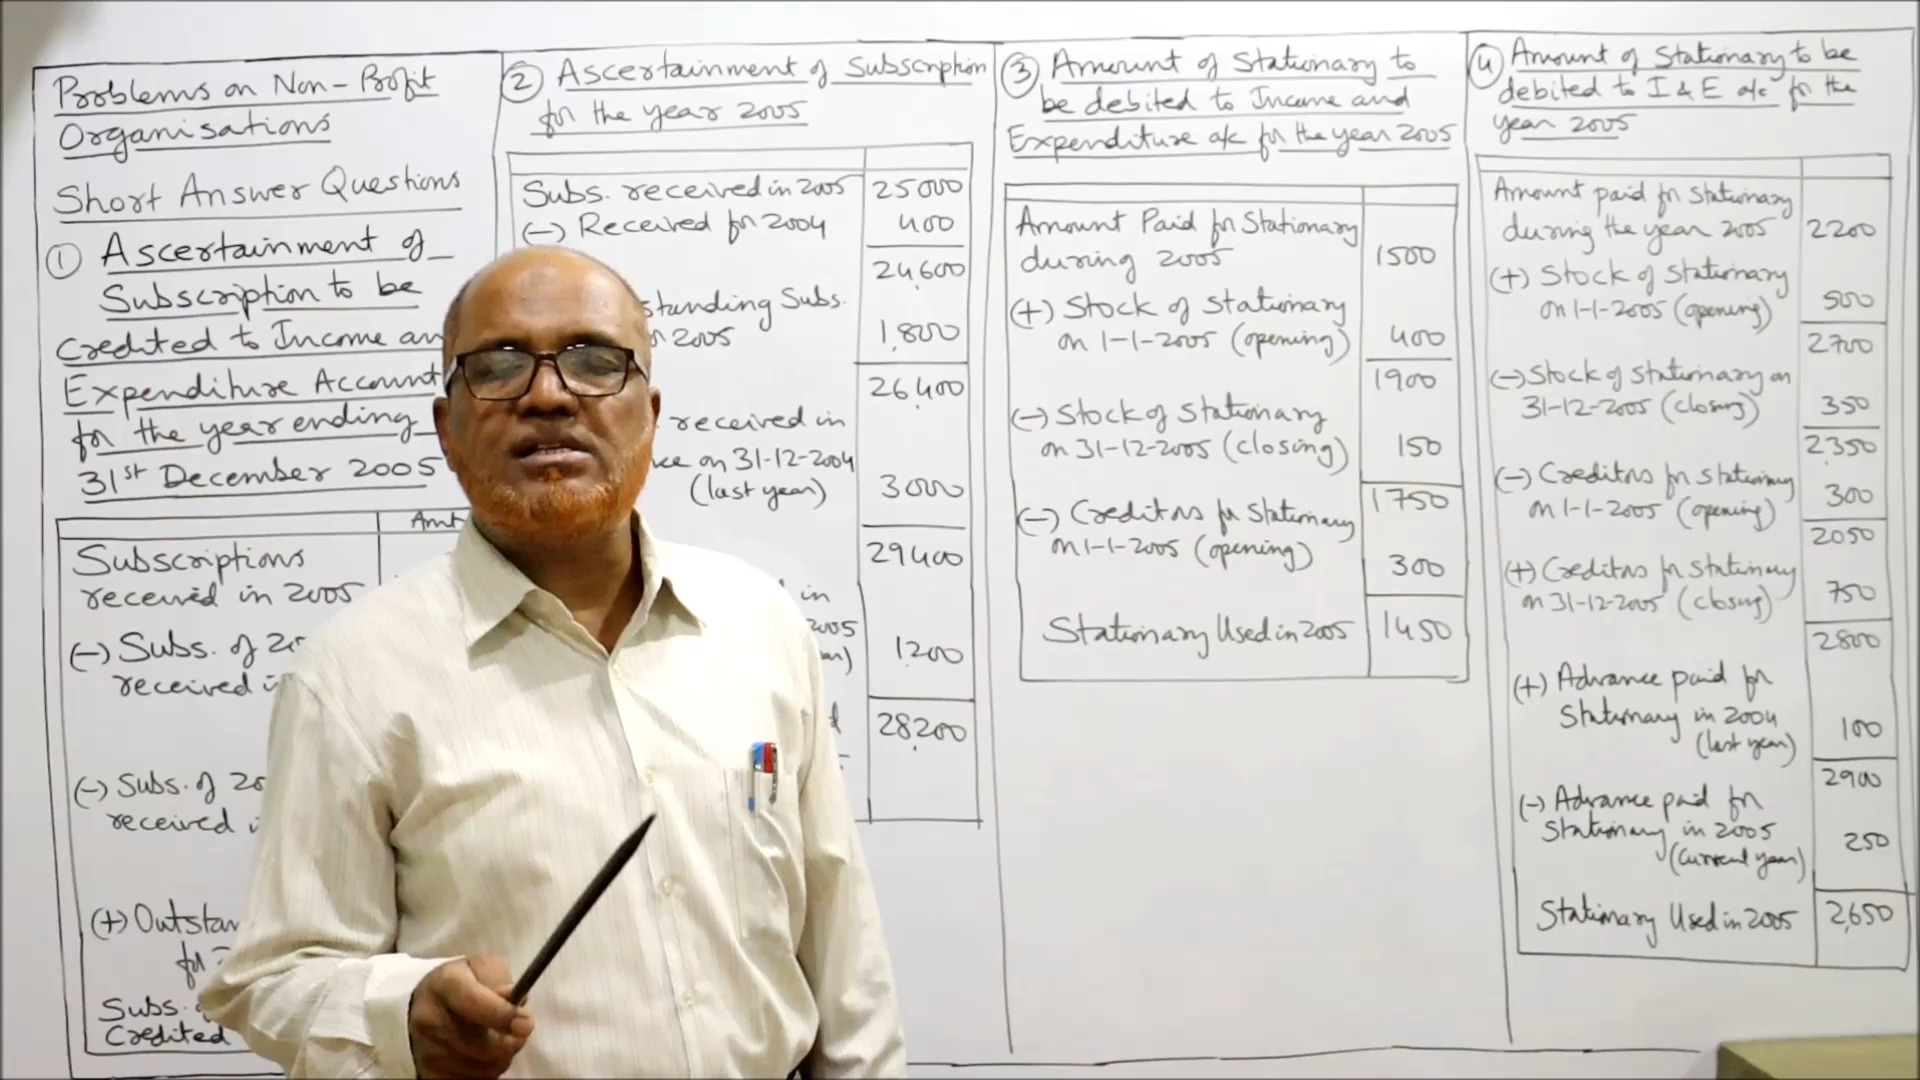 Problems on Non-Profit
Organisations
Short Answer Questions
① Ascertainment of
Subscription to be
Credited to Income an
Expenditure Account
for the year ending
31st December 2005
Amt
Subscriptions
received in 2005
(-) Subs. of
received
(-) Subs. of
received
(+) Outstan
for
Subs.
Credited
② Ascertainment of Subscription
for the year 2005
Subs. received in 2005 25000
(-) Received for 2004 400
24,600
standing Subs.
2005 1,800
26,400
received in
on 31-12-2004
(last year) 3000
29400
in
2005
1200
28,200
③ Amount of Stationary to
be debited to Income and
Expenditure a/c for the year 2005
Amount Paid for Stationary
during 2005 1500
(+) Stock of Stationary
on 1-1-2005 (opening) 400
1900
(-) Stock of Stationary
on 31-12-2005 (closing) 150
1750
(-) Creditors for Stationary
on 1-1-2005 (opening) 300
Stationary Used in 2005 1450
④ Amount of Stationary to be
debited to I & E a/c for the
year 2005
Amount paid for Stationary
during the year 2005 2200
(+) Stock of Stationary
on 1-1-2005 (opening) 500
2700
(-) Stock of Stationary on
31-12-2005 (closing) 350
2,350
(-) Creditors for Stationary
on 1-1-2005 (opening) 300
2050
(+) Creditors for Stationary
on 31-12-2005 (closing) 750
2800
(+) Advance paid for
Stationary in 2004
(last year) 100
2900
(-) Advance paid for
Stationary in 2005
(current year) 250
Stationary Used in 2005 2,650